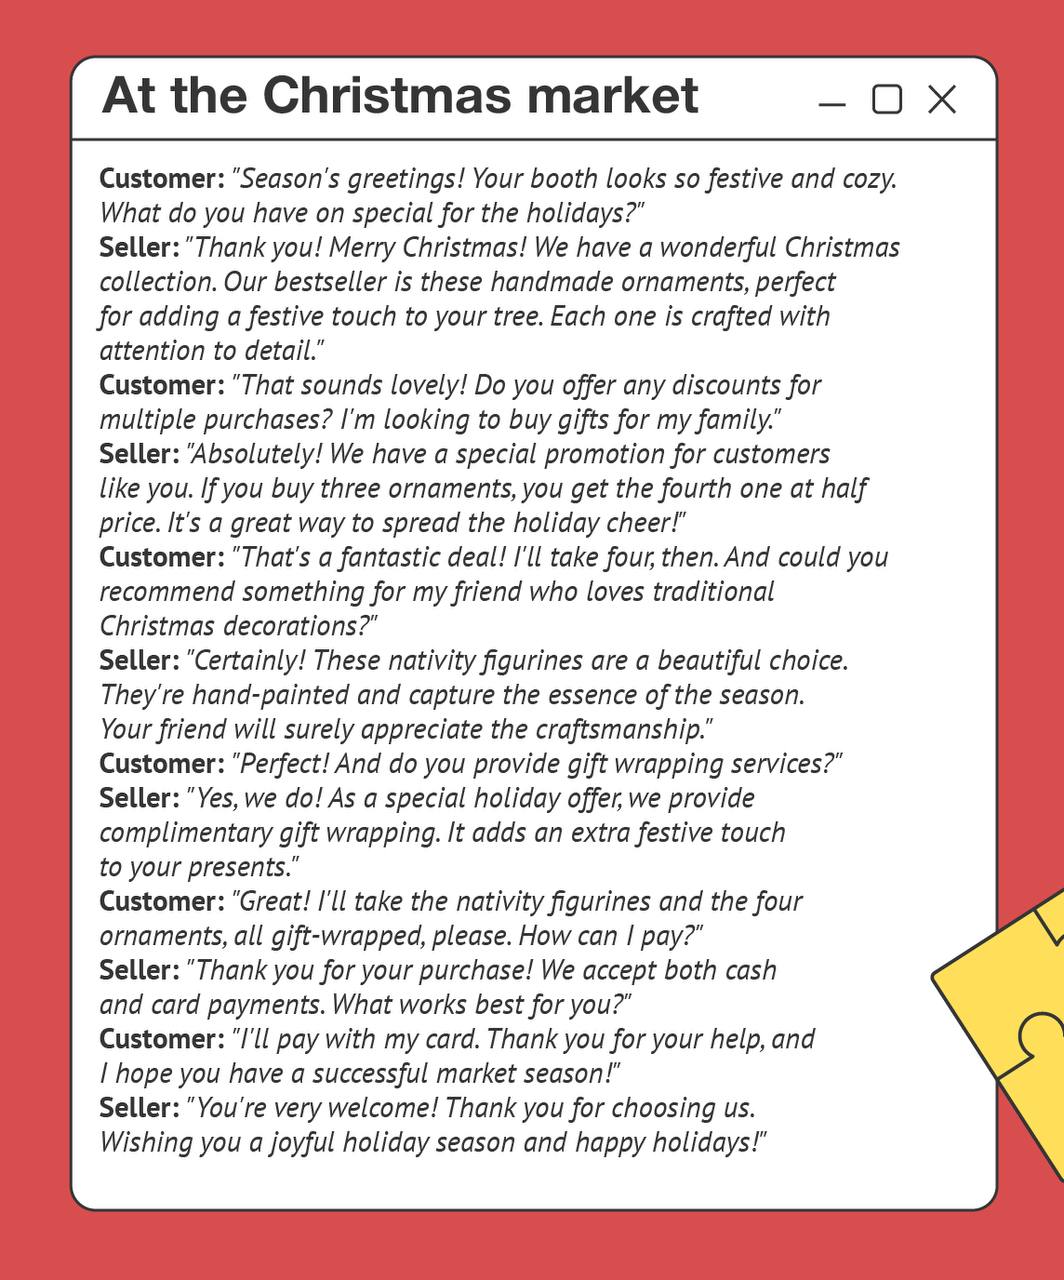 At the Christmas market
Customer: "Season's greetings! Your booth looks so festive and cozy.
What do you have on special for the holidays?"
Seller: "Thank you! Merry Christmas! We have a wonderful Christmas
collection. Our bestseller is these handmade ornaments, perfect
for adding a festive touch to your tree. Each one is crafted with
attention to detail."
Customer: "That sounds lovely! Do you offer any discounts for
multiple purchases? I'm looking to buy gifts for my family."
Seller: "Absolutely! We have a special promotion for customers
like you. If you buy three ornaments, you get the fourth one at half
price. It's a great way to spread the holiday cheer!"
Customer: "That's a fantastic deal! I'll take four, then. And could you
recommend something for my friend who loves traditional
Christmas decorations?"
Seller: "Certainly! These nativity figurines are a beautiful choice.
They're hand-painted and capture the essence of the season.
Your friend will surely appreciate the craftsmanship."
Customer: "Perfect! And do you provide gift wrapping services?"
Seller: "Yes, we do! As a special holiday offer, we provide
complimentary gift wrapping. It adds an extra festive touch
to your presents."
Customer: "Great! I'll take the nativity figurines and the four
ornaments, all gift-wrapped, please. How can I pay?"
Seller: "Thank you for your purchase! We accept both cash
and card payments. What works best for you?"
Customer: "I'll pay with my card. Thank you for your help, and
I hope you have a successful market season!"
Seller: "You're very welcome! Thank you for choosing us.
Wishing you a joyful holiday season and happy holidays!"